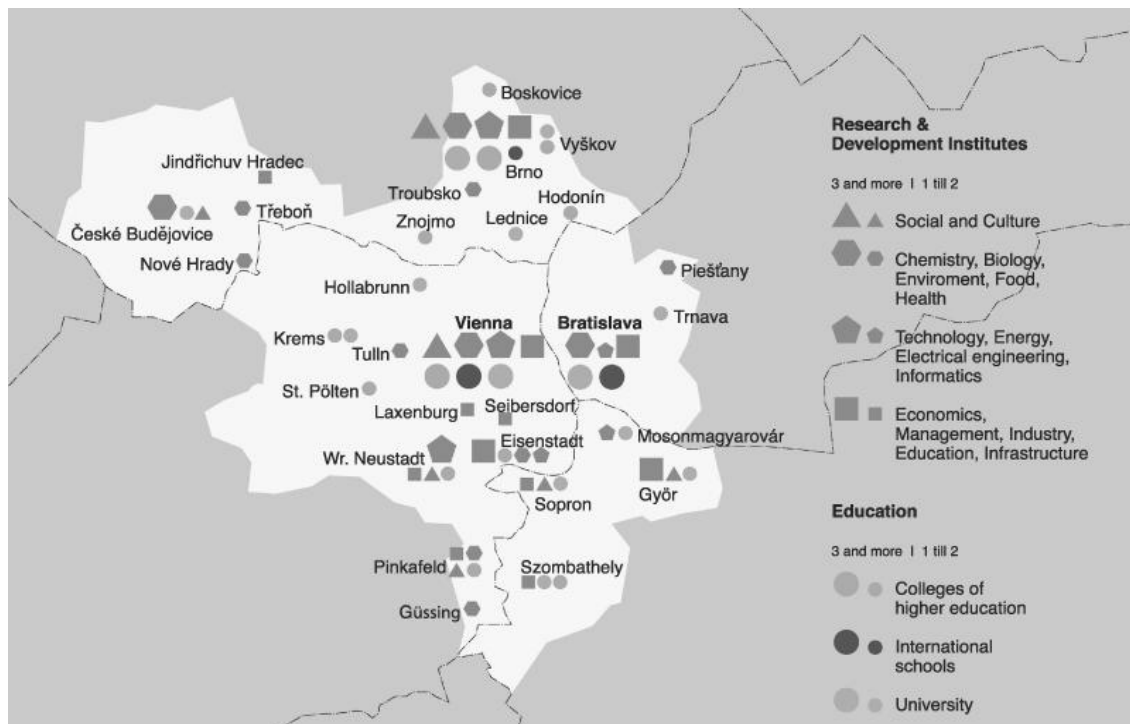 Boskovice
Vyškov
Brno
Jindřichuv Hradec
Troubsko
Hodonín
Třeboň
Znojmo
Lednice
České Budějovice
Nové Hrady
Piešťany
Hollabrunn
Trnava
Krems
Vienna
Bratislava
Tulln
St. Pölten
Laxenburg
Seibersdorf
Mosonmagyarovár
Eisenstadt
Wr. Neustadt
Győr
Sopron
Pinkafeld
Szombathely
Güssing
Research &
Development Institutes
3 and more | 1 till 2
Social and Culture
Chemistry, Biology,
Enviroment, Food,
Health
Technology, Energy,
Electrical engineering,
Informatics
Economics,
Management, Industry,
Education, Infrastructure
Education
3 and more | 1 till 2
Colleges of
higher education
International
schools
University